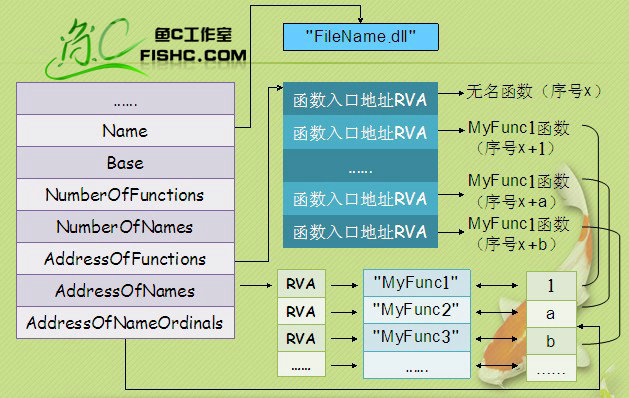 鱼C
鱼C工作室
FISHC.COM
"FileName.dll"
......
Name
Base
NumberOfFunctions
NumberOfNames
AddressOfFunctions
AddressOfNames
AddressOfNameOrdinals
函数入口地址RVA
函数入口地址RVA
......
函数入口地址RVA
函数入口地址RVA
无名函数（序号x）
MyFunc1函数
（序号x+1）
MyFunc1函数
（序号x+a）
MyFunc1函数
（序号x+b）
RVA
RVA
RVA
......
"MyFunc1"
"MyFunc2"
"MyFunc3"
......
1
a
b
......